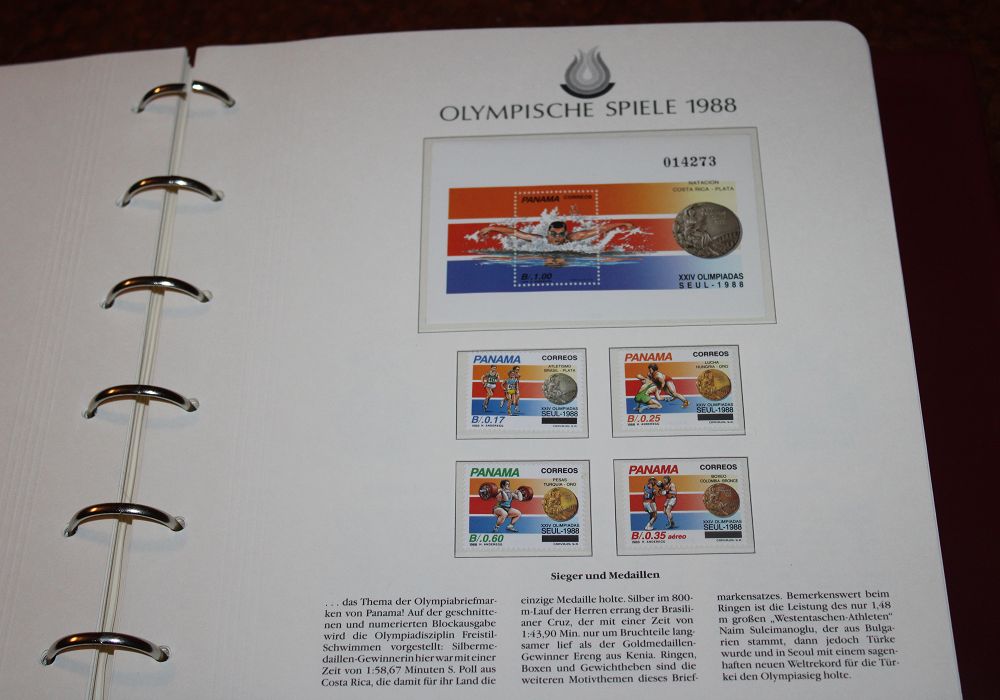 OLYMPISCHE SPIELE 1988
014273
NATACION
COSTA RICA - PLATA
PANAMA CORREOS
B/.1.00
XXIV OLIMPIADAS
SEUL-1988
PANAMA CORREOS
ATLETISMO
BRASIL - PLATA
XXIV OLIMPIADAS
B/.0.17 SEUL-1988
1988 H. ANDEREGG
PANAMA CORREOS
LUCHA
HUNGRIA - ORO
XXIV OLIMPIADAS
B/.0.25 SEUL-1988
1988 H. ANDEREGG
PANAMA CORREOS
PESAS
TURQUIA - ORO
XXIV OLIMPIADAS
B/.0.60 SEUL-1988
1988 H. ANDEREGG
PANAMA CORREOS
BOXEO
COLOMBIA-BRONCE
XXIV OLIMPIADAS
B/.0.35 aéreo SEUL-1988
1988 H. ANDEREGG
Sieger und Medaillen
. . . das Thema der Olympiabriefmar-
ken von Panama! Auf der geschnitte-
nen und numerierten Blockausgabe
wird die Olympiadisziplin Freistil-
Schwimmen vorgestellt: Silberme-
daillen-Gewinnerin hier war mit einer
Zeit von 1:58,67 Minuten S. Poll aus
Costa Rica, die damit für ihr Land die
einzige Medaille holte. Silber im 800-
m-Lauf der Herren errang der Brasili-
aner Cruz, der mit einer Zeit von
1:43,90 Min. nur um Bruchteile lang-
samer lief als der Goldmedaillen-
Gewinner Ereng aus Kenia. Ringen,
Boxen und Gewichtheben sind die
weiteren Motivthemen dieses Brief-
markensatzes. Bemerkenswert beim
Ringen ist die Leistung des nur 1,48
m großen „Westentaschen-Athleten“
Naim Suleimanoglu, der aus Bulga-
rien stammt, dann jedoch Türke
wurde und in Seoul mit einem sagen-
haften neuen Weltrekord für die Tür-
kei den Olympiasieg holte.